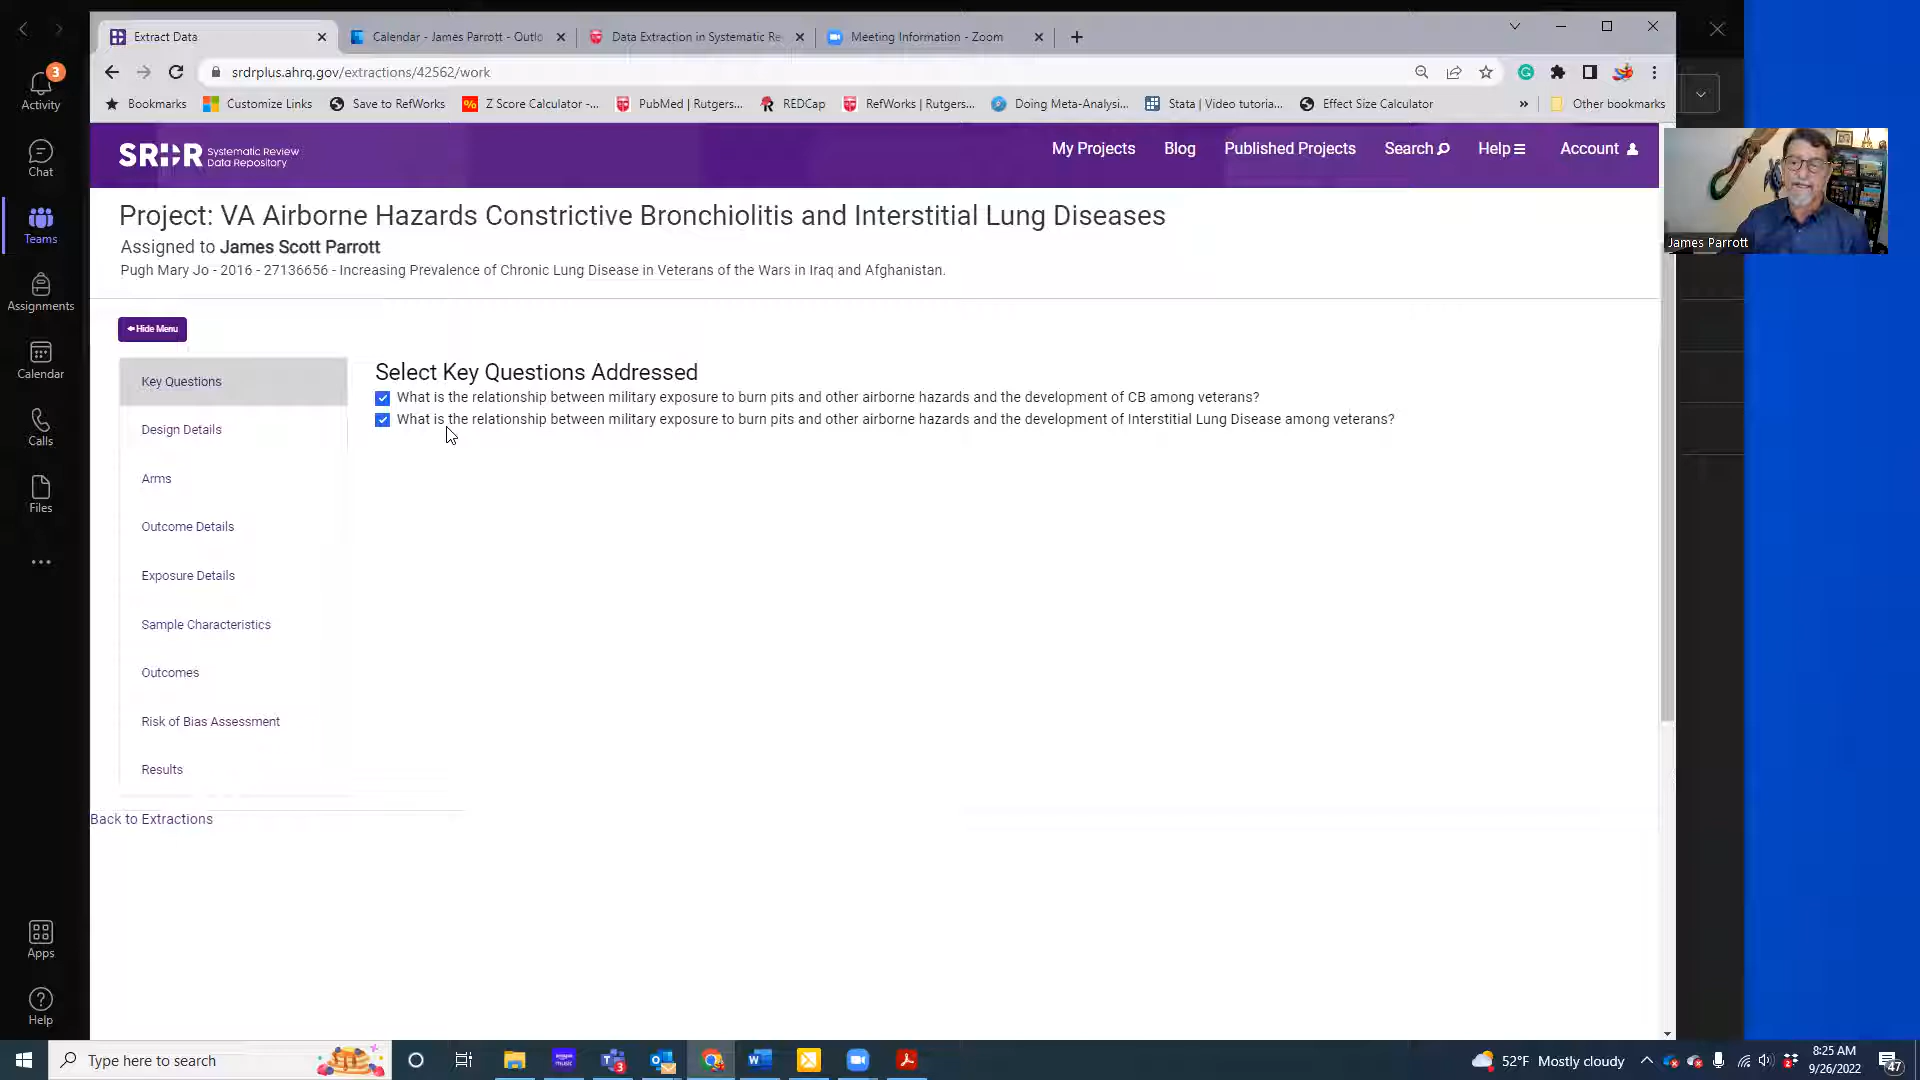 Extract Data
Calendar - James Parrott - Outlo
Data Extraction in Systematic Re
Meeting Information - Zoom
srdrplus.ahrq.gov/extractions/42562/work
Bookmarks
Customize Links
Save to RefWorks
Z Score Calculator -...
PubMed | Rutgers...
REDCap
RefWorks | Rutgers...
Doing Meta-Analysi...
Stata | Video tutoria...
Effect Size Calculator
»
Other bookmarks
SRDR Systematic Review Data Repository
My Projects
Blog
Published Projects
Search
Help
Account
Project: VA Airborne Hazards Constrictive Bronchiolitis and Interstitial Lung Diseases
Assigned to James Scott Parrott
Pugh Mary Jo - 2016 - 27136656 - Increasing Prevalence of Chronic Lung Disease in Veterans of the Wars in Iraq and Afghanistan.
Hide Menu
Key Questions
Design Details
Arms
Outcome Details
Exposure Details
Sample Characteristics
Outcomes
Risk of Bias Assessment
Results
Back to Extractions
Select Key Questions Addressed
What is the relationship between military exposure to burn pits and other airborne hazards and the development of CB among veterans?
What is the relationship between military exposure to burn pits and other airborne hazards and the development of Interstitial Lung Disease among veterans?
3
Activity
Chat
Teams
Assignments
Calendar
Calls
Files
Apps
Help
James Parrott
Type here to search
amazon music
3
52°F Mostly cloudy
8:25 AM
9/26/2022
47